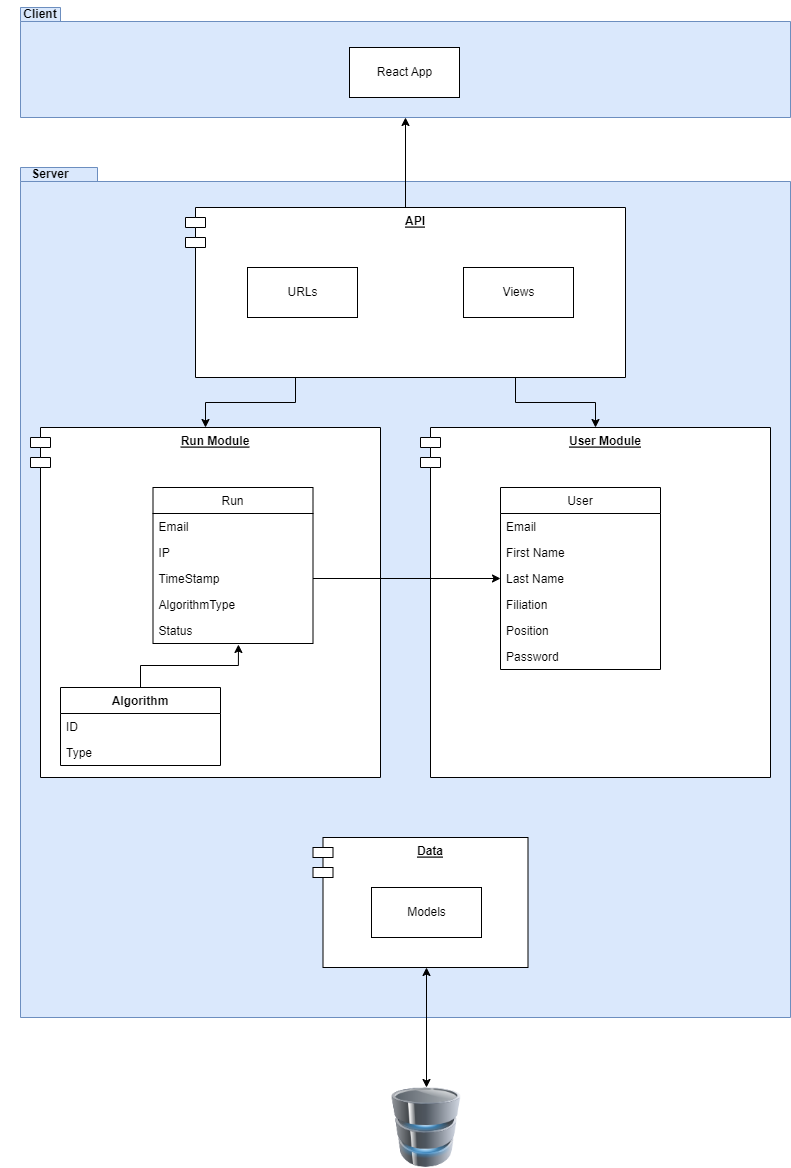 Client
React App
Server
API
URLs
Views
Run Module
Run
Email
IP
TimeStamp
AlgorithmType
Status
Algorithm
ID
Type
User Module
User
Email
First Name
Last Name
Filiation
Position
Password
Data
Models